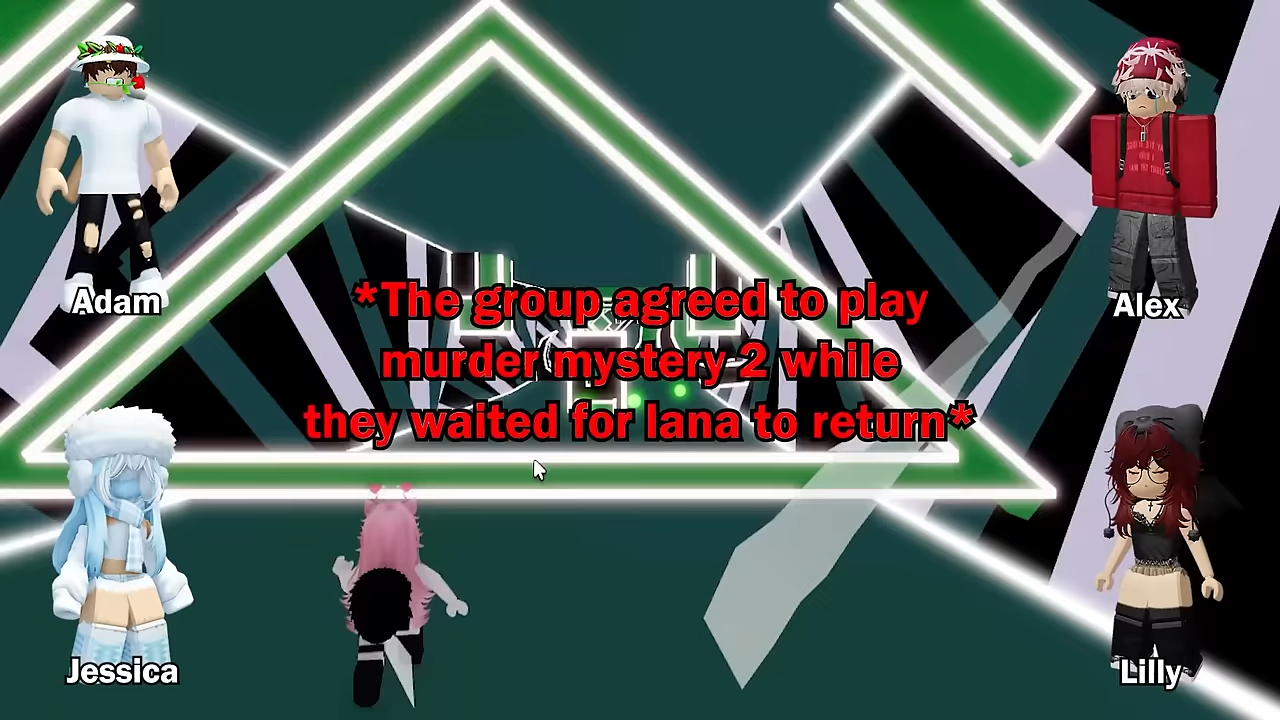 Adam
Alex
*The group agreed to play
murder mystery 2 while
they waited for lana to return*
Jessica
Lilly